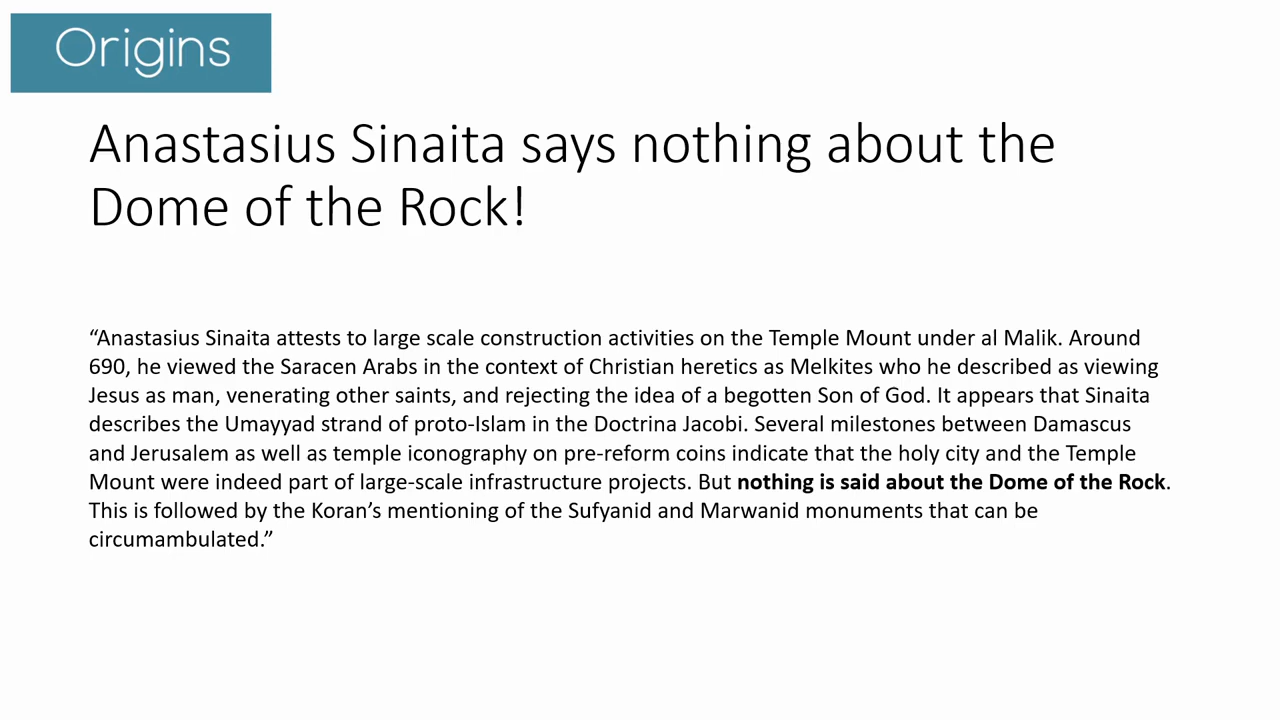 Origins
Anastasius Sinaita says nothing about the
Dome of the Rock!
“Anastasius Sinaita attests to large scale construction activities on the Temple Mount under al Malik. Around
690, he viewed the Saracen Arabs in the context of Christian heretics as Melkites who he described as viewing
Jesus as man, venerating other saints, and rejecting the idea of a begotten Son of God. It appears that Sinaita
describes the Umayyad strand of proto-Islam in the Doctrina Jacobi. Several milestones between Damascus
and Jerusalem as well as temple iconography on pre-reform coins indicate that the holy city and the Temple
Mount were indeed part of large-scale infrastructure projects. But nothing is said about the Dome of the Rock.
This is followed by the Koran’s mentioning of the Sufyanid and Marwanid monuments that can be
circumambulated.”